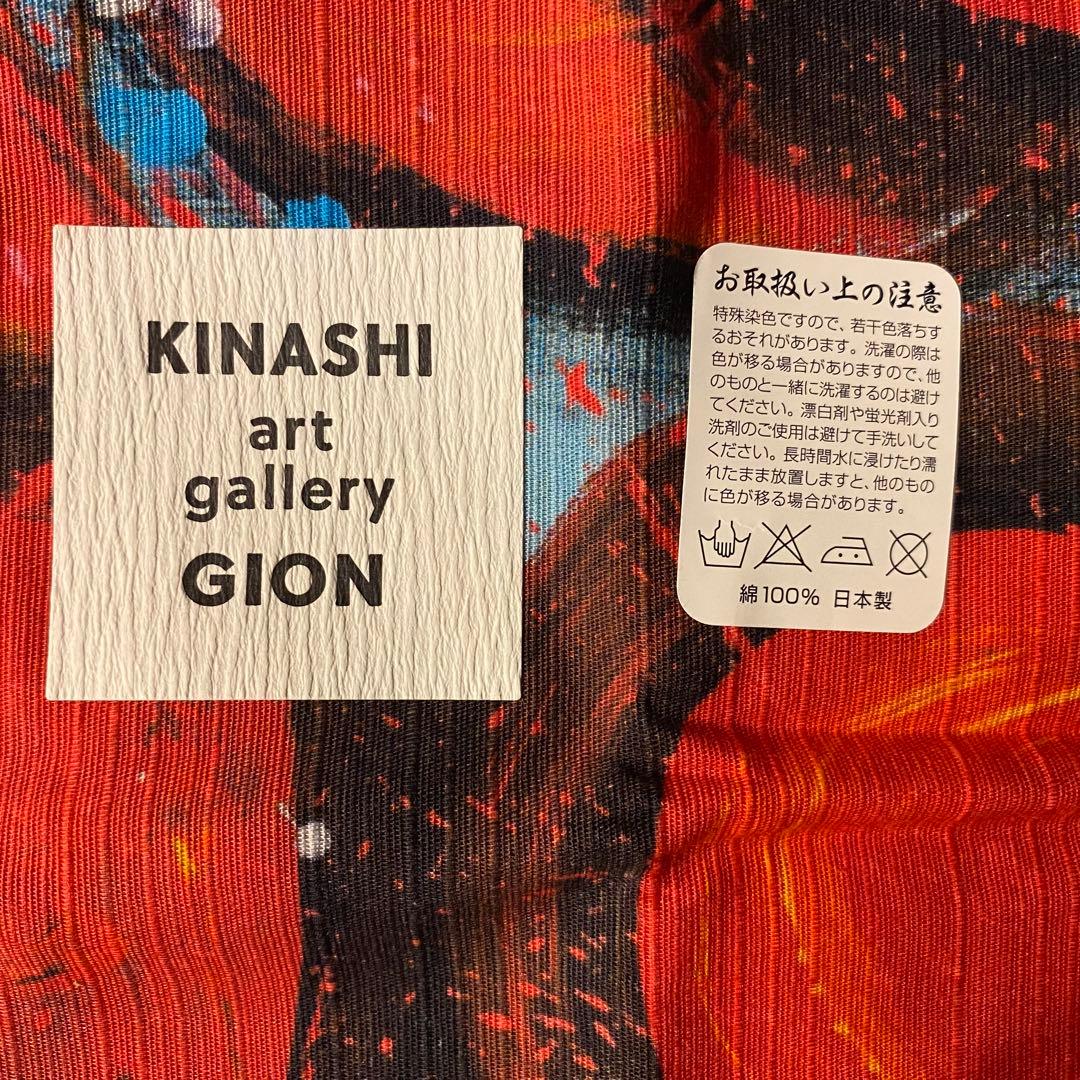 KINASHI
art
gallery
GION
お取扱い上の注意
特殊染色ですので、若干色落ちす
るおそれがあります。洗濯の際は
色が移る場合がありますので、他
のものと一緒に洗濯するのは避け
てください。漂白剤や蛍光剤入り
洗剤のご使用は避けて手洗いして
ください。長時間水に浸けたり濡
れたまま放置しますと、他のもの
に色が移る場合があります。
綿100% 日本製